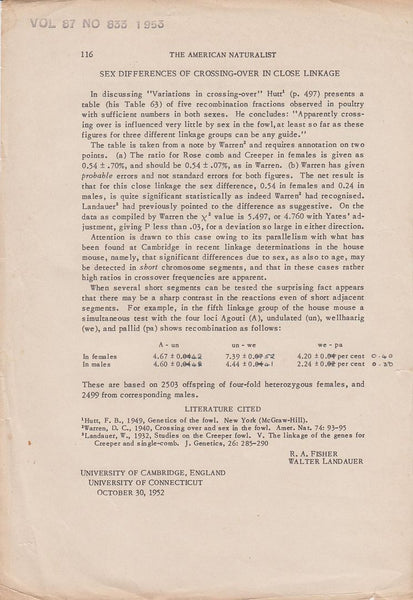 VOL 87 NO 833 1953
116 THE AMERICAN NATURALIST
SEX DIFFERENCES OF CROSSING-OVER IN CLOSE LINKAGE
In discussing "Variations in crossing-over" Hutt¹ (p. 497) presents a
table (his Table 63) of five recombination fractions observed in poultry
with sufficient numbers in both sexes. He concludes: "Apparently cross-
ing over is influenced very little by sex in the fowl, at least so far as these
figures for three different linkage groups can be any guide."
The table is taken from a note by Warren² and requires annotation on two
points. (a) The ratio for Rose comb and Creeper in females is given as
0.54 ± .70%, and should be 0.54 ± .07%, as in Warren. (b) Warren has given
probable errors and not standard errors for both figures. The net result is
that for this close linkage the sex difference, 0.54 in females and 0.24 in
males, is quite significant statistically as indeed Warren² had recognised.
Landauer³ had previously pointed to the difference as suggestive. On the
data as compiled by Warren the χ² value is 5.497, or 4.760 with Yates' ad-
justment, giving P less than .03, for a deviation so large in either direction.
Attention is drawn to this case owing to its parallelism with what has
been found at Cambridge in recent linkage determinations in the house
mouse, namely, that significant differences due to sex, as also to age, may
be detected in short chromosome segments, and that in these cases rather
high ratios in crossover frequencies are apparent.
When several short segments can be tested the surprising fact appears
that there may be a sharp contrast in the reactions even of short adjacent
segments. For example, in the fifth linkage group of the house mouse a
simultaneous test with the four loci Agouti (A), undulated (un), wellhaarig
(we), and pallid (pa) shows recombination as follows:
A - un un - we we - pa
In females 4.67 ± 0. 7.39 ± 0. 4.20 ± 0. per cent 0.40
In males 4.60 ± 0. 4.44 ± 0. 2.24 ± 0. per cent 0.30
These are based on 2503 offspring of four-fold heterozygous females, and
2499 from corresponding males.
LITERATURE CITED
¹Hutt, F. B., 1949, Genetics of the fowl. New York (McGraw-Hill).
²Warren, D. C., 1940, Crossing over and sex in the fowl. Amer. Nat. 74: 93-95
³Landauer, W., 1932, Studies on the Creeper fowl. V. The linkage of the genes for
Creeper and single-comb. J. Genetics, 26: 285-290
R. A. FISHER
WALTER LANDAUER
UNIVERSITY OF CAMBRIDGE, ENGLAND
UNIVERSITY OF CONNECTICUT
OCTOBER 30, 1952